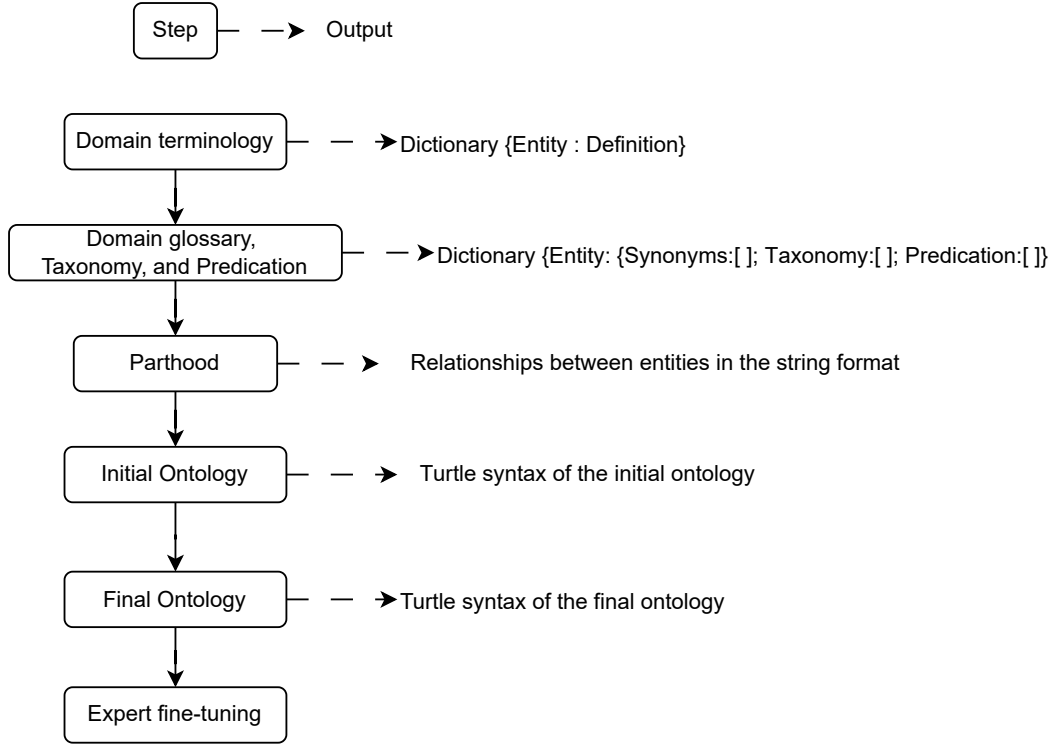 Step
Output
Domain terminology
Dictionary {Entity : Definition}
Domain glossary,
Taxonomy, and Predication
Dictionary {Entity: {Synonyms:[ ]; Taxonomy:[ ]; Predication:[ ]}
Parthood
Relationships between entities in the string format
Initial Ontology
Turtle syntax of the initial ontology
Final Ontology
Turtle syntax of the final ontology
Expert fine-tuning